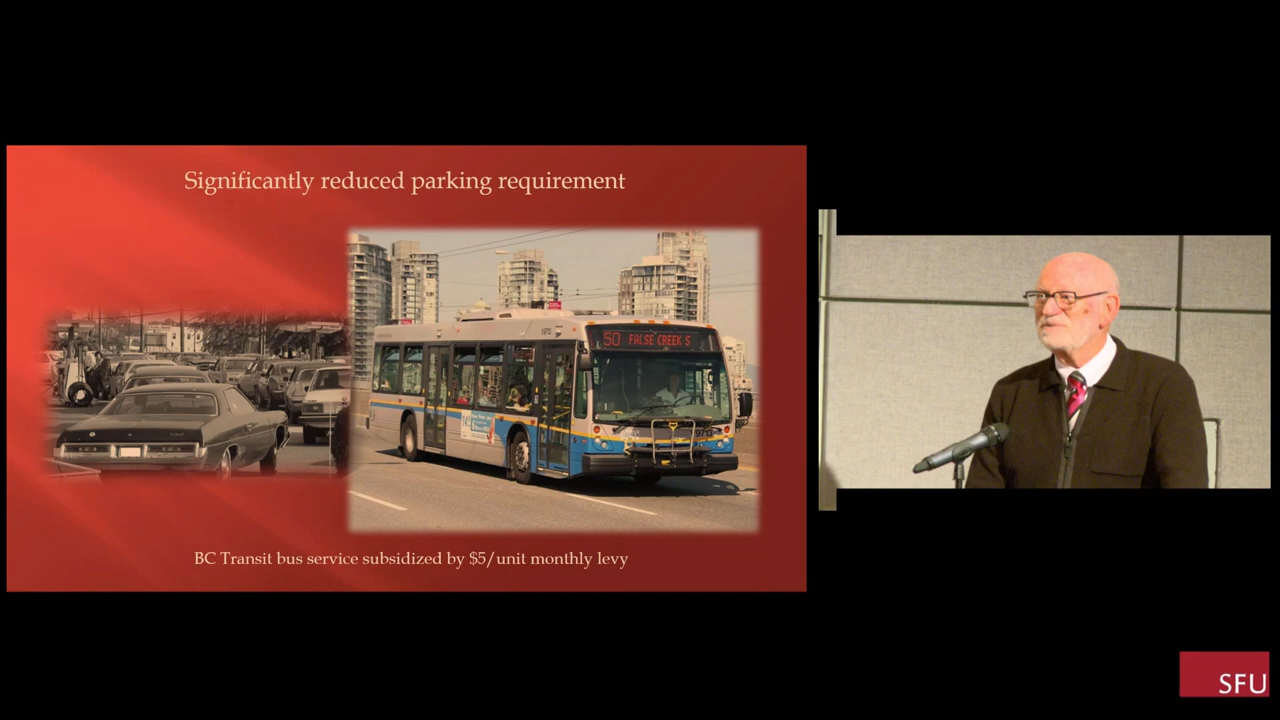 Significantly reduced parking requirement
50 FALSE CREEK S
BC Transit bus service subsidized by $5/unit monthly levy
SFU